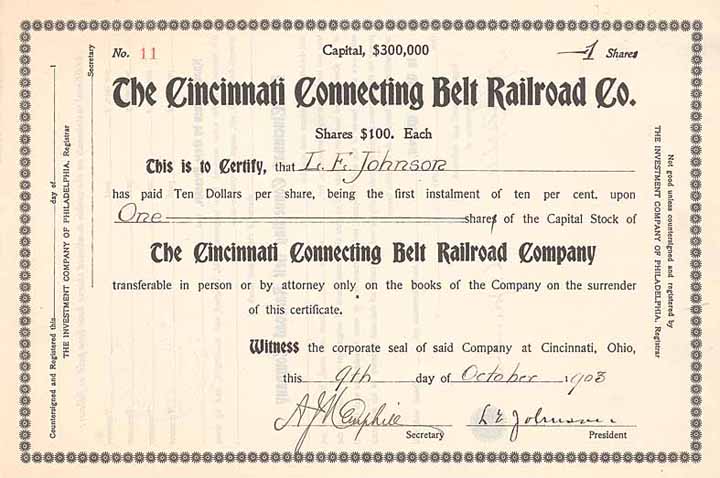 No. 11
Capital, $300,000
1 Shares
The Cincinnati Connecting Belt Railroad Co.
Shares $100. Each
This is to Certify, that L. F. Johnson
has paid Ten Dollars per share, being the first instalment of ten per cent. upon
One shares of the Capital Stock of
The Cincinnati Connecting Belt Railroad Company
transferable in person or by attorney only on the books of the Company on the surrender
of this certificate.
Witness the corporate seal of said Company at Cincinnati, Ohio,
this 9th day of October 1903
Secretary
Johnson
President
Countersigned and Registered this day of 1
THE INVESTMENT COMPANY OF PHILADELPHIA, Registrar
Secretary
Not good unless countersigned and registered by
THE INVESTMENT COMPANY OF PHILADELPHIA, Registrar